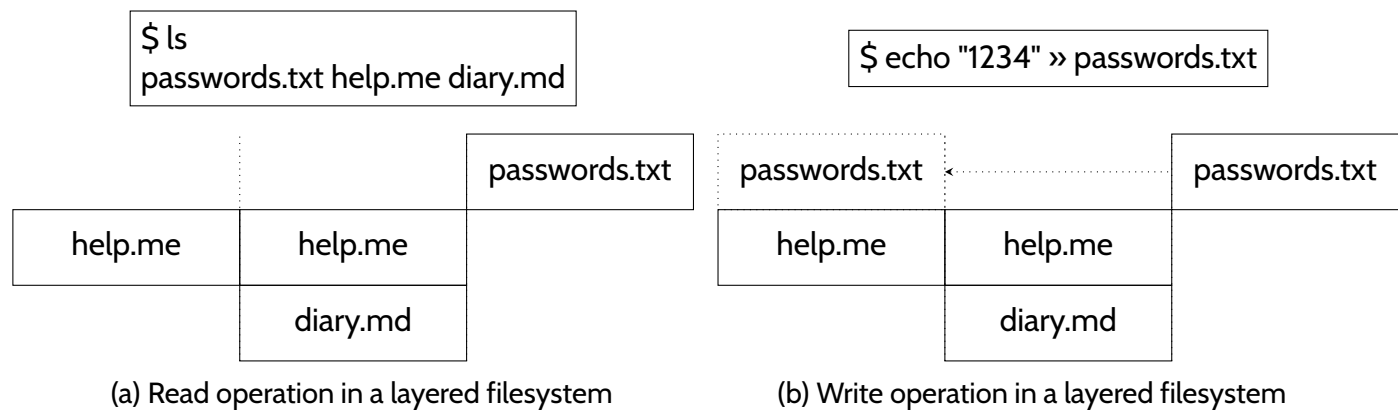 $ ls
passwords.txt help.me diary.md
passwords.txt
help.me help.me
diary.md
(a) Read operation in a layered filesystem
$ echo "1234" » passwords.txt
passwords.txt passwords.txt
help.me help.me
diary.md
(b) Write operation in a layered filesystem